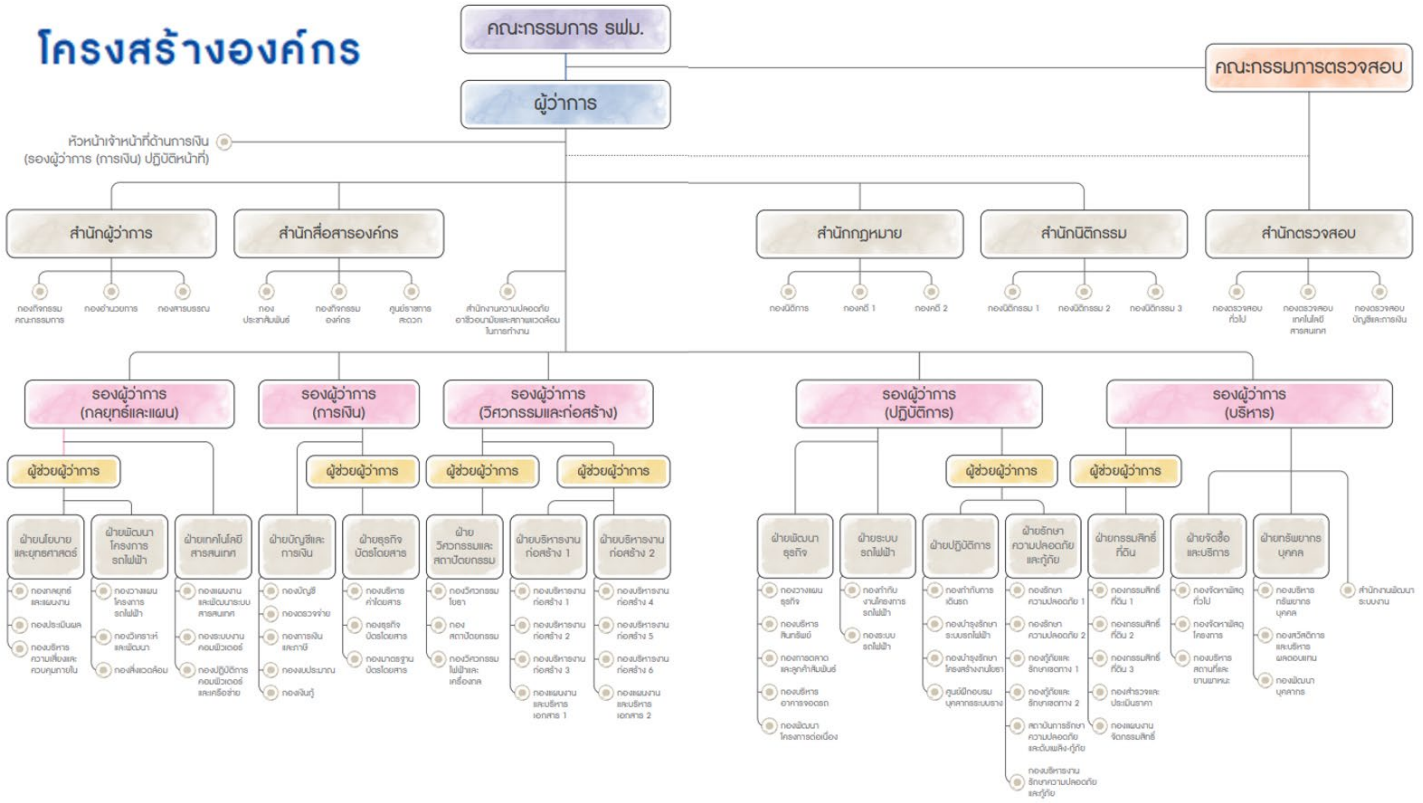 โครงสร้างองค์กร
คณะกรรมการ รฟม.
คณะกรรมการตรวจสอบ
ผู้ว่าการ
หัวหน้าเจ้าหน้าที่ด้านการเงิน
(รองผู้ว่าการ (การเงิน) ปฏิบัติหน้าที่)
สำนักผู้ว่าการ
สำนักสื่อสารองค์กร
สำนักกฎหมาย
สำนักนิติกรรม
สำนักตรวจสอบ
กองกิจกรรม
คณะกรรมการ
กองอำนวยการ
กองสารบรรณ
กอง
ประชาสัมพันธ์
กองกิจกรรม
องค์กร
ศูนย์ราชการ
สะดวก
สำนักงานความปลอดภัย
อาชีวอนามัยและสภาพแวดล้อม
ในการทำงาน
กองนิติการ
กองคดี 1
กองคดี 2
กองนิติกรรม 1
กองนิติกรรม 2
กองนิติกรรม 3
กองตรวจสอบ
ทั่วไป
กองตรวจสอบ
เทคโนโลยี
สารสนเทศ
กองตรวจสอบ
บัญชีและการเงิน
รองผู้ว่าการ
(กลยุทธ์และแผน)
รองผู้ว่าการ
(การเงิน)
รองผู้ว่าการ
(วิศวกรรมและก่อสร้าง)
รองผู้ว่าการ
(ปฏิบัติการ)
รองผู้ว่าการ
(บริหาร)
ผู้ช่วยผู้ว่าการ
ผู้ช่วยผู้ว่าการ
ผู้ช่วยผู้ว่าการ
ผู้ช่วยผู้ว่าการ
ผู้ช่วยผู้ว่าการ
ผู้ช่วยผู้ว่าการ
ฝ่ายนโยบาย
และยุทธศาสตร์
กองกลยุทธ์
และแผนงาน
กองประเมินผล
กองบริหาร
ความเสี่ยงและ
ควบคุมภายใน
ฝ่ายพัฒนา
โครงการ
รถไฟฟ้า
กองวางแผน
โครงการ
รถไฟฟ้า
กองวิเคราะห์
และพัฒนา
กองสิ่งแวดล้อม
ฝ่ายเทคโนโลยี
สารสนเทศ
กองแผนงาน
และพัฒนาระบบ
สารสนเทศ
กองระบบงาน
คอมพิวเตอร์
กองปฏิบัติการ
คอมพิวเตอร์
และเครือข่าย
ฝ่ายบัญชีและ
การเงิน
กองบัญชี
กองตรวจจ่าย
กองการเงิน
และภาษี
กองงบประมาณ
กองเงินกู้
ฝ่ายธุรกิจ
บัตรโดยสาร
กองบริหาร
ค่าโดยสาร
กองธุรกิจ
บัตรโดยสาร
กองมาตรฐาน
บัตรโดยสาร
ฝ่าย
วิศวกรรมและ
สถาปัตยกรรม
กองวิศวกรรม
โยธา
กอง
สถาปัตยกรรม
กองวิศวกรรม
ไฟฟ้าและ
เครื่องกล
ฝ่ายบริหารงาน
ก่อสร้าง 1
กองบริหารงาน
ก่อสร้าง 1
กองบริหารงาน
ก่อสร้าง 2
กองบริหารงาน
ก่อสร้าง 3
กองแผนงาน
และบริหาร
เอกสาร 1
ฝ่ายบริหารงาน
ก่อสร้าง 2
กองบริหารงาน
ก่อสร้าง 4
กองบริหารงาน
ก่อสร้าง 5
กองบริหารงาน
ก่อสร้าง 6
กองแผนงาน
และบริหาร
เอกสาร 2
ฝ่ายพัฒนา
ธุรกิจ
กองวางแผน
ธุรกิจ
กองบริหาร
สินทรัพย์
กองการตลาด
และลูกค้าสัมพันธ์
กองบริหาร
อาคารจอดรถ
กองพัฒนา
โครงการต่อเนื่อง
ฝ่ายระบบ
รถไฟฟ้า
กองกำกับ
งานโครงการ
รถไฟฟ้า
กองระบบ
รถไฟฟ้า
ฝ่ายปฏิบัติการ
กองกำกับการ
เดินรถ
กองบำรุงรักษา
ระบบรถไฟฟ้า
กองบำรุงรักษา
โครงสร้างงานโยธา
ศูนย์ฝึกอบรม
บุคลากรระบบราง
ฝ่ายรักษา
ความปลอดภัย
และกู้ภัย
กองรักษา
ความปลอดภัย 1
กองรักษา
ความปลอดภัย 2
กองกู้ภัยและ
รักษาเขตทาง 1
กองกู้ภัยและ
รักษาเขตทาง 2
สถาบันการรักษา
ความปลอดภัย
และดับเพลิง-กู้ภัย
กองบริหารงาน
รักษาความปลอดภัย
และกู้ภัย
ฝ่ายกรรมสิทธิ์
ที่ดิน
กองกรรมสิทธิ์
ที่ดิน 1
กองกรรมสิทธิ์
ที่ดิน 2
กองกรรมสิทธิ์
ที่ดิน 3
กองสำรวจและ
ประเมินราคา
กองแผนงาน
จัดกรรมสิทธิ์
ฝ่ายจัดซื้อ
และบริการ
กองจัดหาพัสดุ
ทั่วไป
กองจัดหาพัสดุ
โครงการ
กองบริหาร
สถานที่และ
ยานพาหนะ
ฝ่ายทรัพยากร
บุคคล
กองบริหาร
ทรัพยากร
บุคคล
กองสวัสดิการ
และบริหาร
ผลตอบแทน
กองพัฒนา
บุคลากร
สำนักงานพัฒนา
ระบบงาน